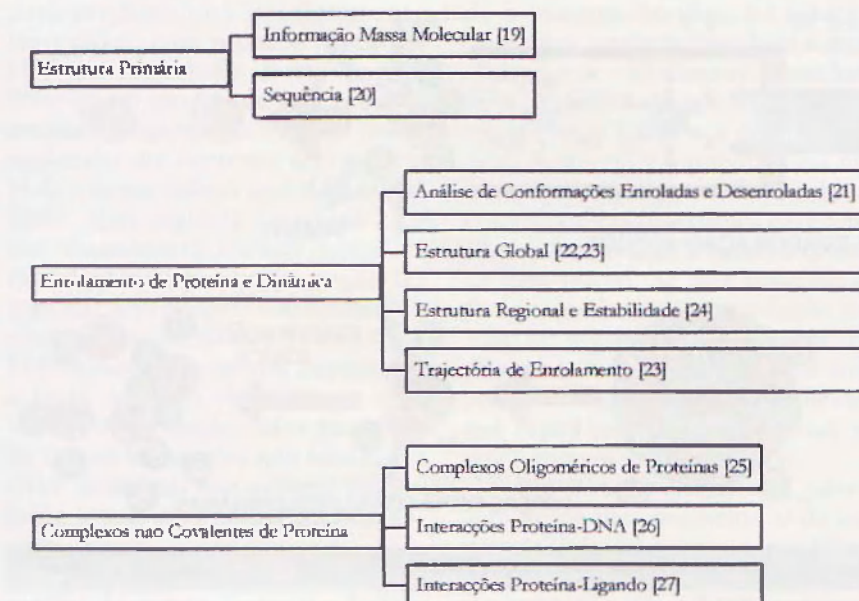 Informação Massa Molecular [19]
Estrutura Primária
Sequência [20]
Análise de Conformações Enroladas e Desenroladas [21]
Estrutura Global [22,23]
Enrolamento de Proteína e Dinâmica
Estrutura Regional e Estabilidade [24]
Trajectória de Enrolamento [23]
Complexos Oligoméricos de Proteínas [25]
Interacções Proteína-DNA [26]
Complexos nao Covalentes de Proteína
Interacções Proteína-Ligando [27]